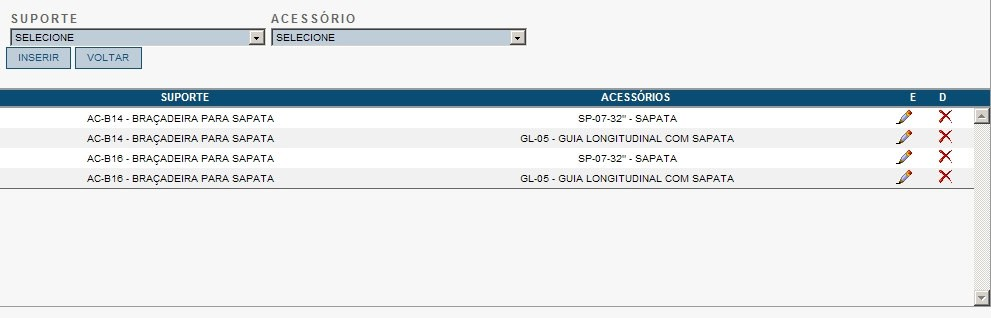 SUPORTE ACESSÓRIO
SELECIONE SELECIONE
INSERIR VOLTAR
SUPORTE ACESSÓRIOS E D
AC-B14 - BRAÇADEIRA PARA SAPATA SP-07-32" - SAPATA
AC-B14 - BRAÇADEIRA PARA SAPATA GL-05 - GUIA LONGITUDINAL COM SAPATA
AC-B16 - BRAÇADEIRA PARA SAPATA SP-07-32" - SAPATA
AC-B16 - BRAÇADEIRA PARA SAPATA GL-05 - GUIA LONGITUDINAL COM SAPATA